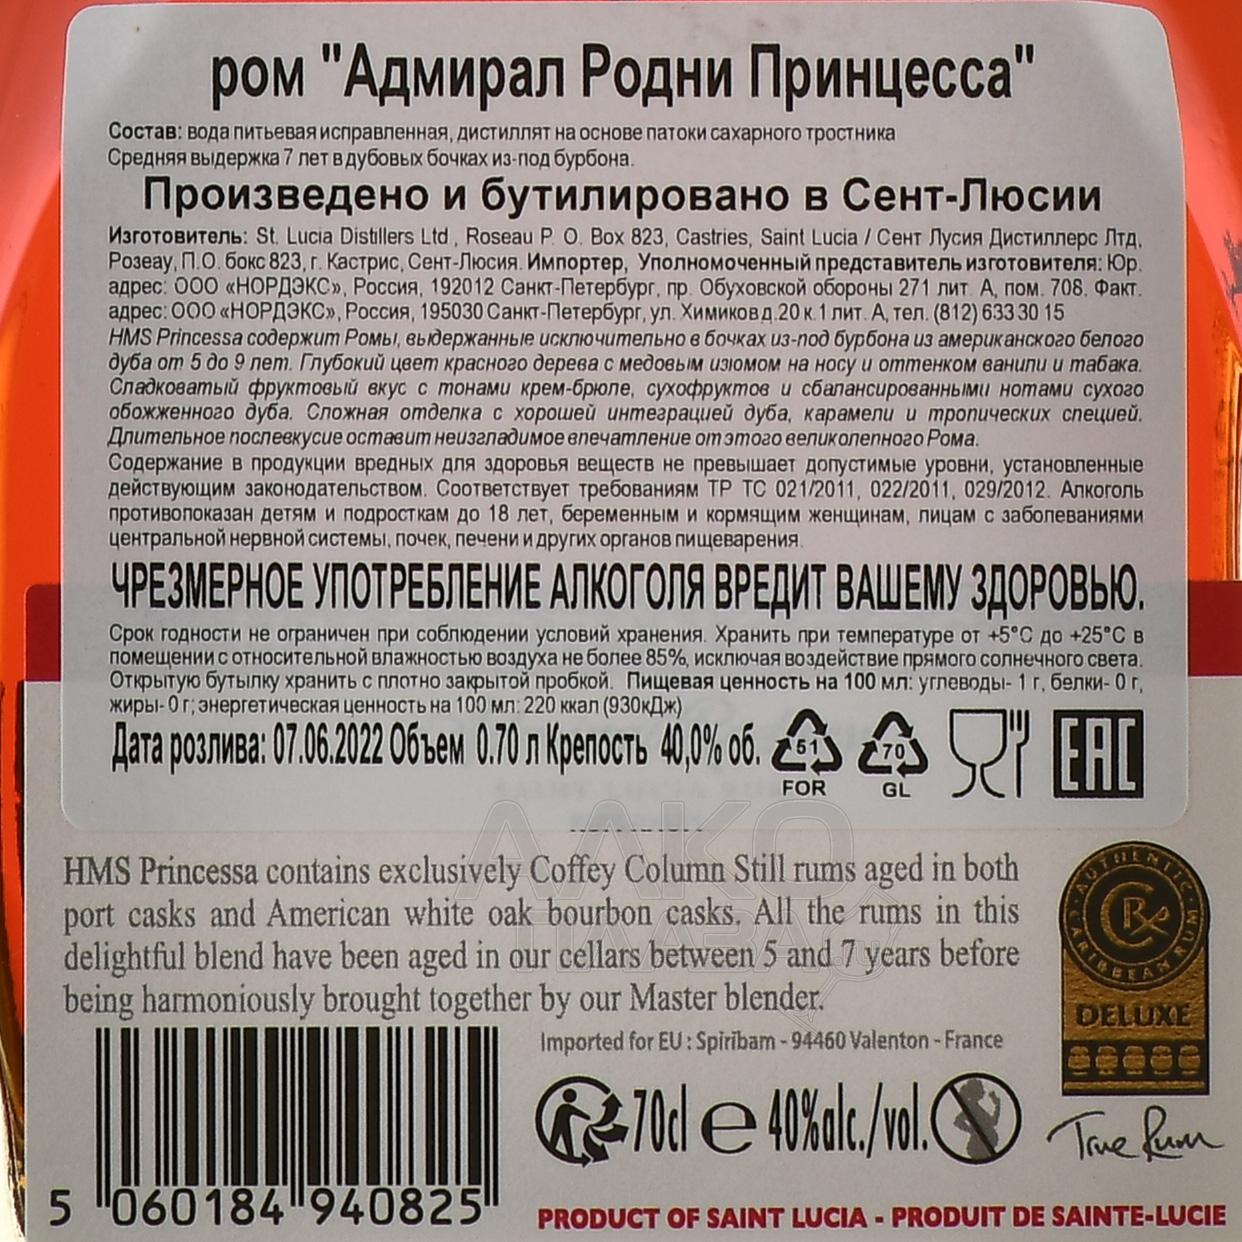 ром "Адмирал Родни Принцесса"
Состав: вода питьевая исправленная, дистиллят на основе патоки сахарного тростника
Средняя выдержка 7 лет в дубовых бочках из-под бурбона.
Произведено и бутилировано в Сент-Люсии
Изготовитель: St. Lucia Distillers Ltd , Roseau P. O. Box 823, Castries, Saint Lucia / Сент Лусия Дистиллерс Лтд,
Розеау, П.О. бокс 823, г. Кастрис, Сент-Люсия. Импортер, Уполномоченный представитель изготовителя: Юр.
адрес: ООО «НОРДЭКС», Россия, 192012 Санкт-Петербург, пр. Обуховской обороны 271 лит. А, пом. 708. Факт.
адрес: ООО «НОРДЭКС», Россия, 195030 Санкт-Петербург, ул. Химиков д.20 к.1 лит. А, тел. (812) 633 30 15
HMS Princessa содержит Ромы, выдержанные исключительно в бочках из-под бурбона из американского белого
дуба от 5 до 9 лет. Глубокий цвет красного дерева с медовым изюмом на носу и оттенком ванили и табака.
Сладковатый фруктовый вкус с тонами крем-брюле, сухофруктов и сбалансированными нотами сухого
обожженного дуба. Сложная отделка с хорошей интеграцией дуба, карамели и тропических специй.
Длительное послевкусие оставит неизгладимое впечатление от этого великолепного Рома.
Содержание в продукции вредных для здоровья веществ не превышает допустимые уровни, установленные
действующим законодательством. Соответствует требованиям ТР ТС 021/2011, 022/2011, 029/2012. Алкоголь
противопоказан детям и подросткам до 18 лет, беременным и кормящим женщинам, лицам с заболеваниями
центральной нервной системы, почек, печени и других органов пищеварения.
ЧРЕЗМЕРНОЕ УПОТРЕБЛЕНИЕ АЛКОГОЛЯ ВРЕДИТ ВАШЕМУ ЗДОРОВЬЮ.
Срок годности не ограничен при соблюдении условий хранения. Хранить при температуре от +5°С до +25°С в
помещении с относительной влажностью воздуха не более 85%, исключая воздействие прямого солнечного света.
Открытую бутылку хранить с плотно закрытой пробкой. Пищевая ценность на 100 мл: углеводы- 1 г, белки- 0 г,
жиры- 0 г; энергетическая ценность на 100 мл: 220 ккал (930кДж)
Дата розлива: 07.06.2022 Объем 0.70 л Крепость 40,0% об.
51
FOR
70
GL
EAC
HMS Princessa contains exclusively Coffey Column Still rums aged in both
port casks and American white oak bourbon casks. All the rums in this
delightful blend have been aged in our cellars between 5 and 7 years before
being harmoniously brought together by our Master blender.
AUTHENTIC
CARIBBEAN RUM
DELUXE
True Rum
Imported for EU : Spiribam - 94460 Valenton - France
70cl e 40%alc./vol.
5 060184 940825
PRODUCT OF SAINT LUCIA - PRODUIT DE SAINTE-LUCIE